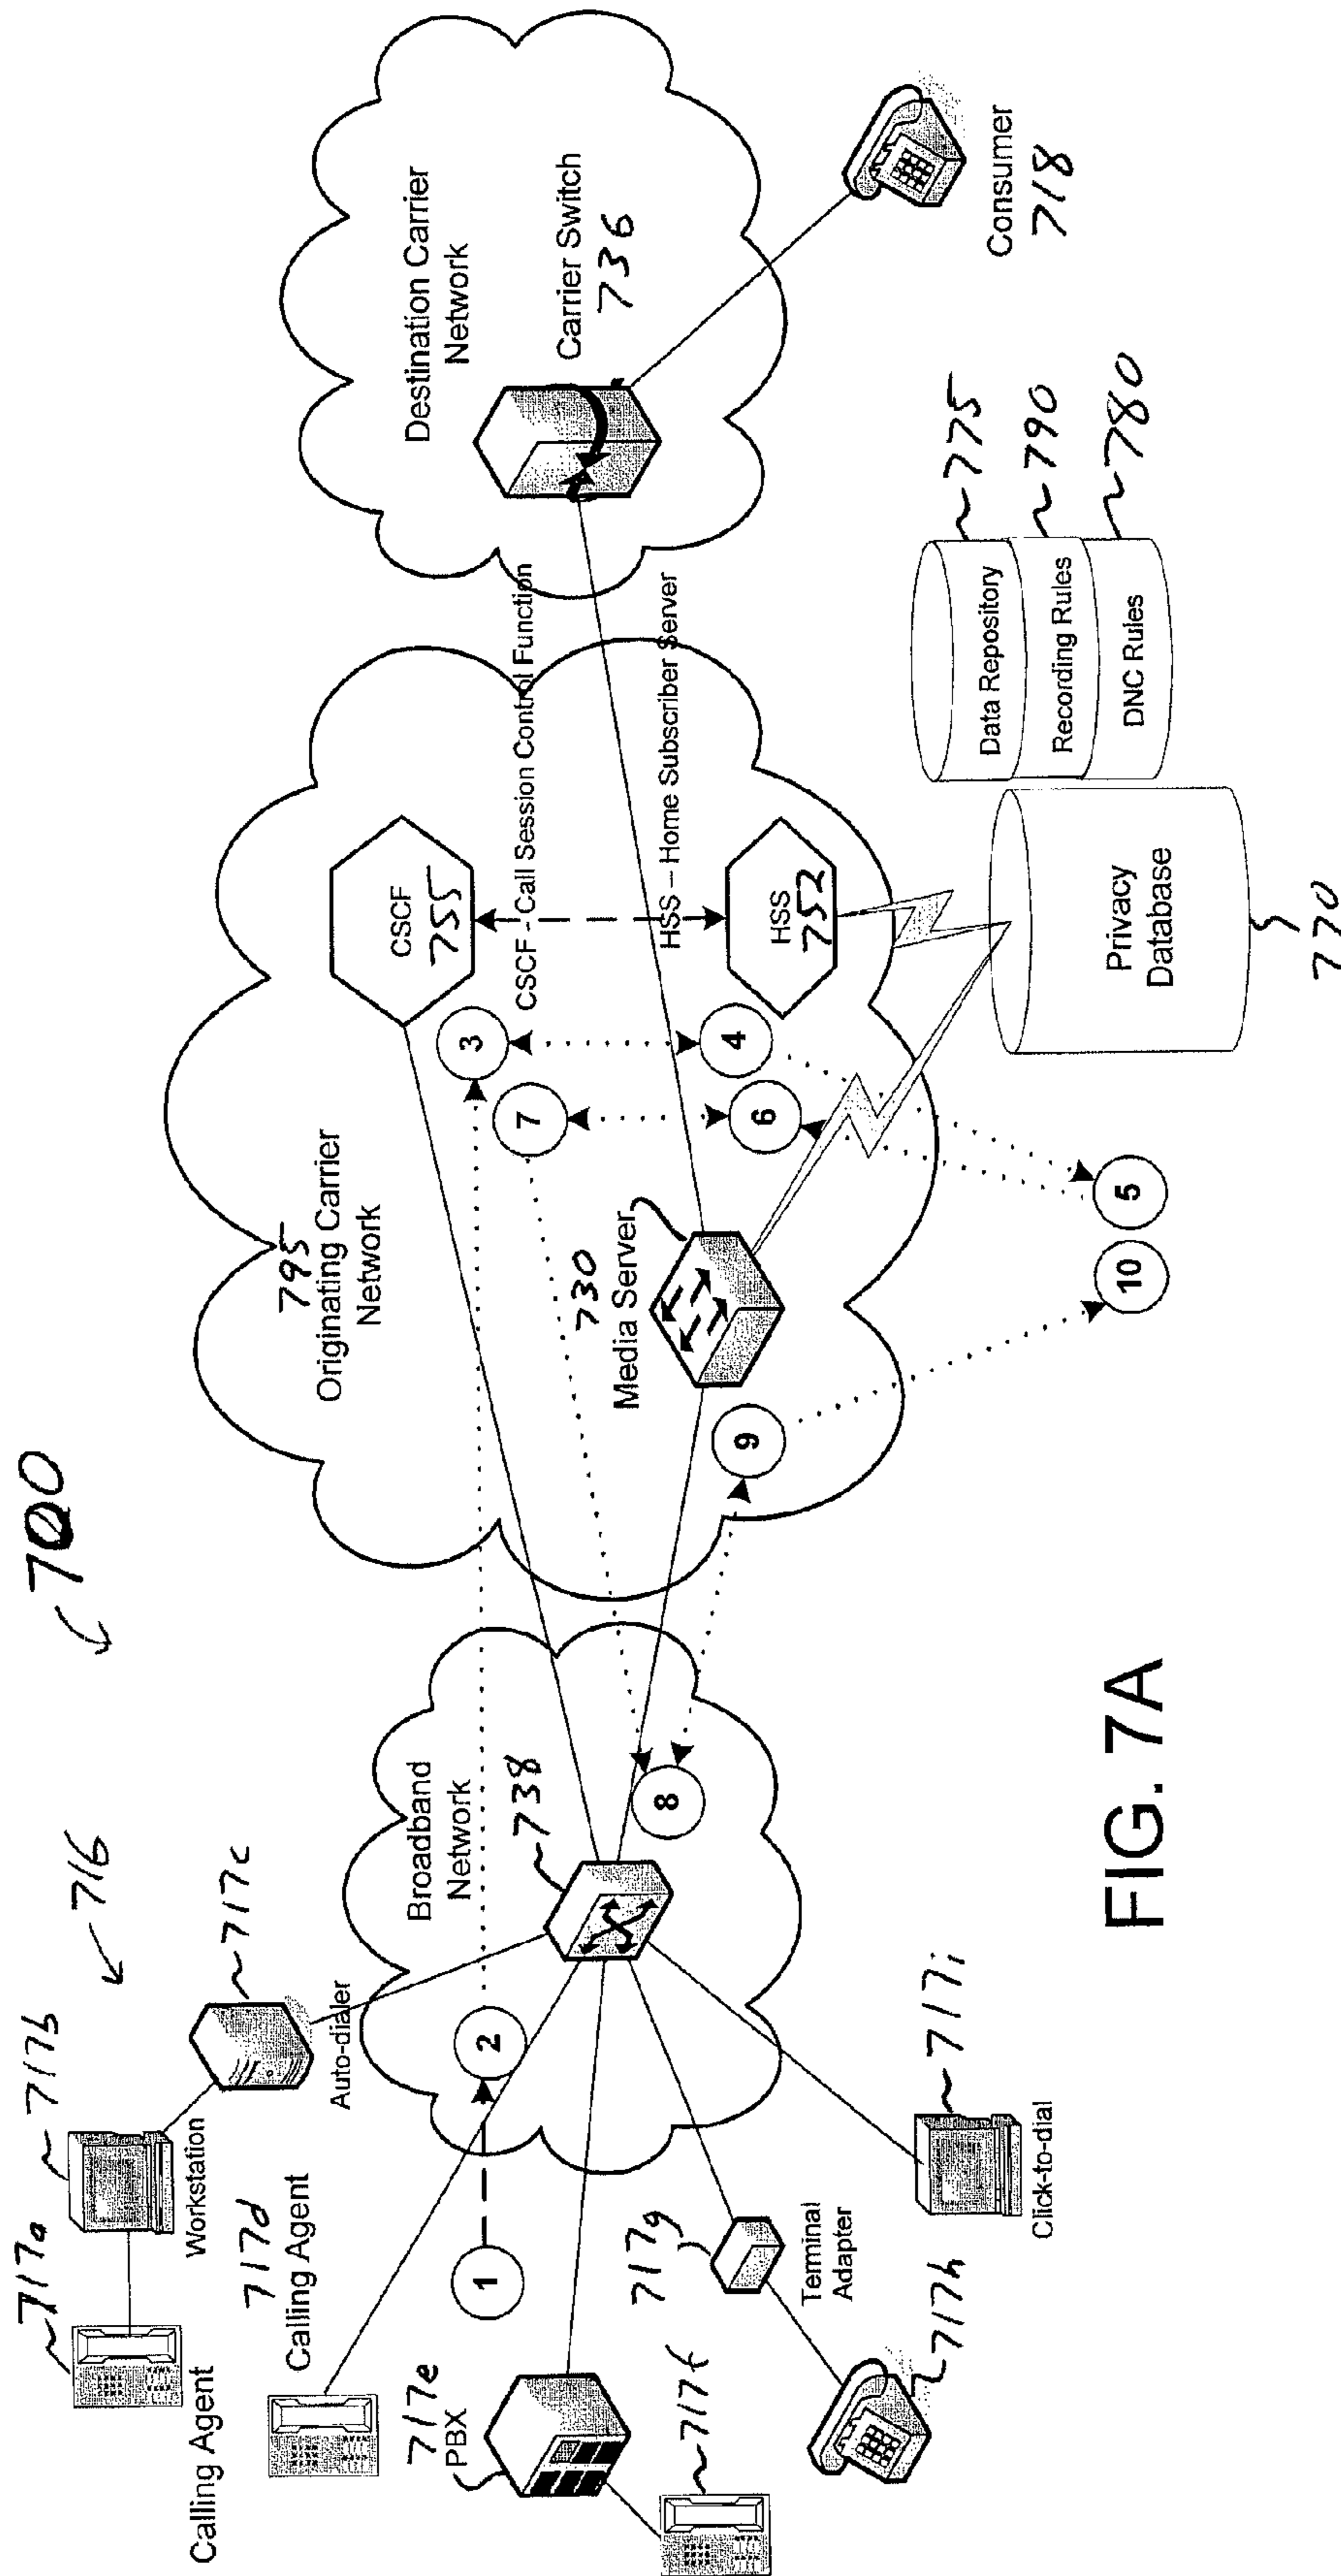 700
716
717a
Calling Agent
717b
Workstation
717c
Auto-dialer
717d
Calling Agent
717e
PBX
717f
717g
Terminal
Adapter
717h
717i
Click-to-dial
1
2
Broadband
Network
738
8
795
Originating Carrier
Network
730
Media Server
9
3
7
4
6
5
10
CSCF
755
CSCF - Call Session Control Function
HSS – Home Subscriber Server
HSS
752
Privacy
Database
770
Data Repository
775
Recording Rules
790
DNC Rules
780
Destination Carrier
Network
Carrier Switch
736
Consumer
718
FIG. 7A